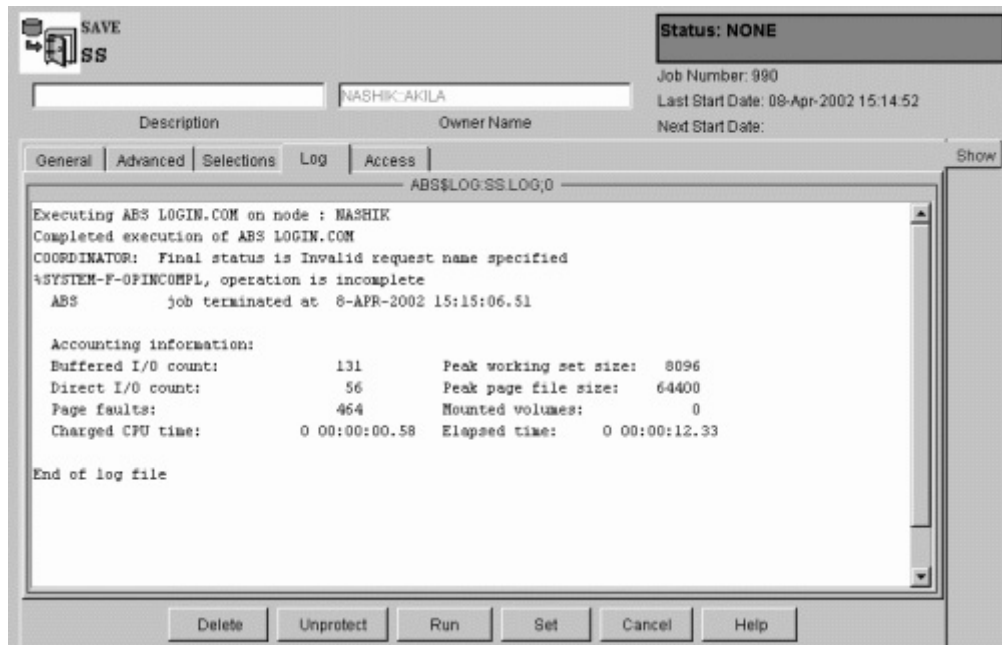 SAVE
SS
Status: NONE
Job Number: 990
NASHIK::AKILA
Last Start Date: 08-Apr-2002 15:14:52
Description Owner Name
Next Start Date:
General Advanced Selections Log Access
Show
ABS$LOG:SS.LOG;0
Executing ABS LOGIN.COM on node : NASHIK
Completed execution of ABS LOGIN.COM
COORDINATOR: Final status is Invalid request name specified
%SYSTEM-F-OPINCOMPL, operation is incomplete
ABS job terminated at 8-APR-2002 15:15:06.51
Accounting information:
Buffered I/O count: 131 Peak working set size: 8096
Direct I/O count: 56 Peak page file size: 64400
Page faults: 464 Mounted volumes: 0
Charged CPU time: 0 00:00:00.58 Elapsed time: 0 00:00:12.33
End of log file
Delete Unprotect Run Set Cancel Help